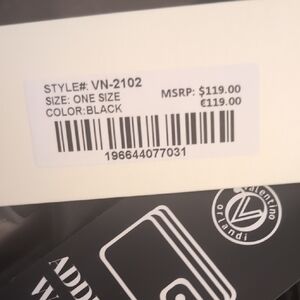 STYLE#: VN-2102
SIZE: ONE SIZE
COLOR:BLACK
MSRP: $119.00
€119.00
196644077031
valentino
orlandi